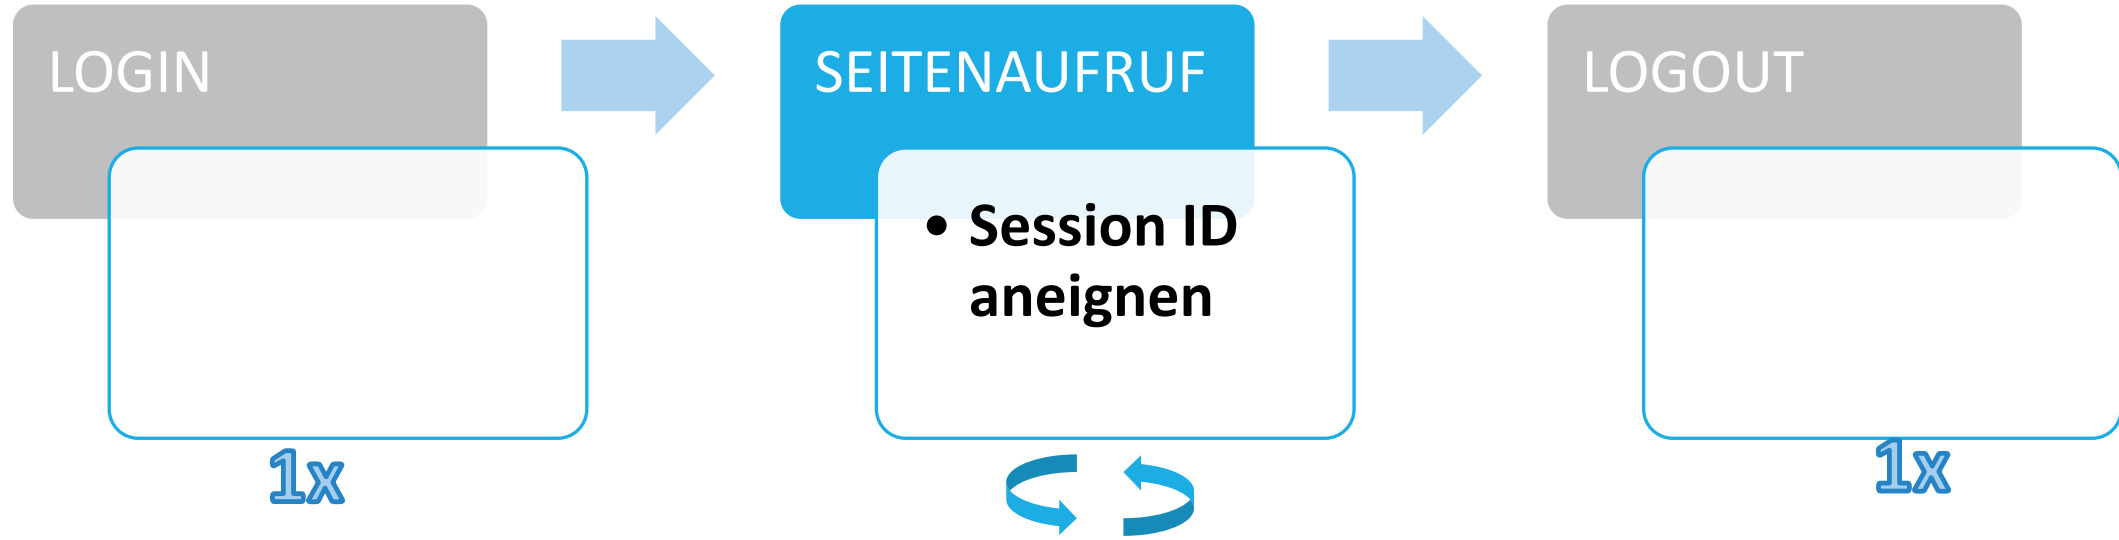 LOGIN
SEITENAUFRUF
LOGOUT
• Session ID
aneignen
1x
1x